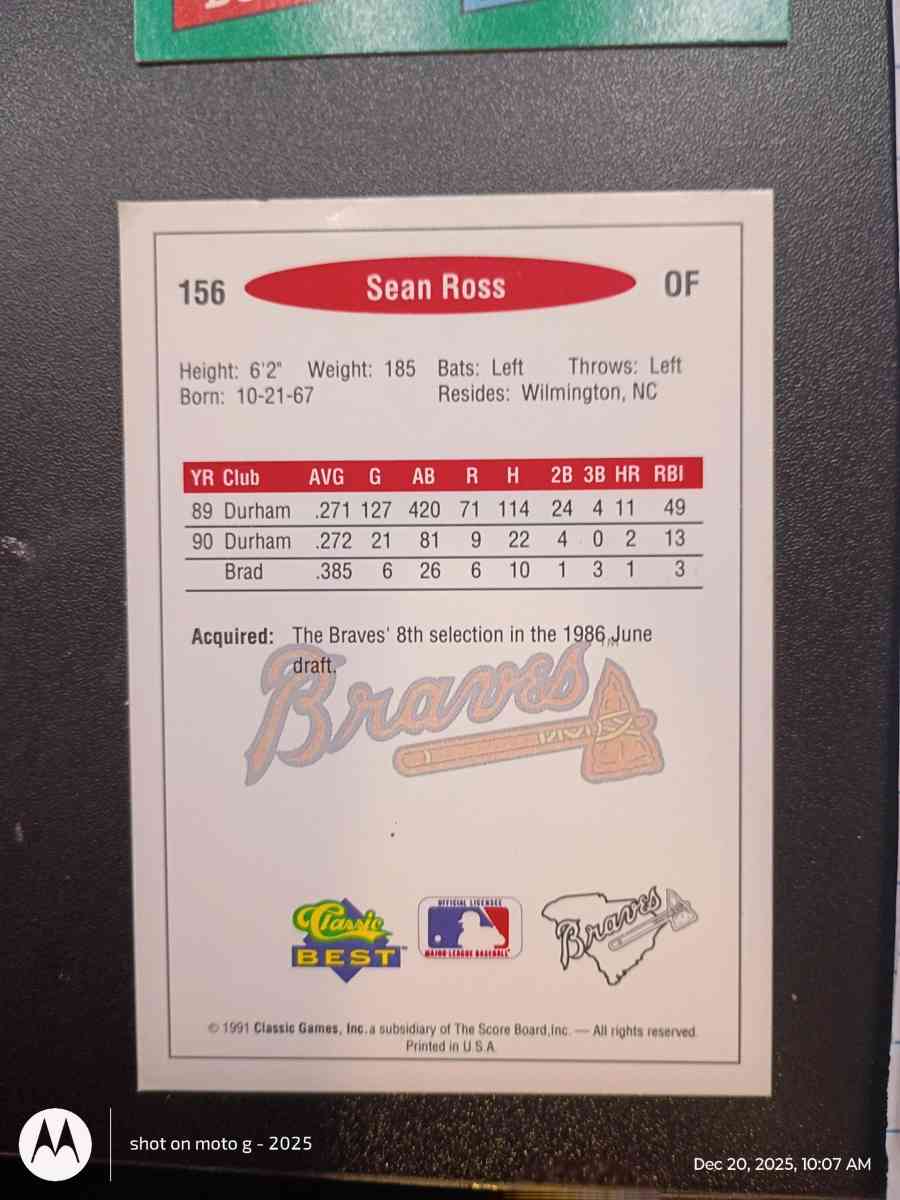 156 Sean Ross OF
Height: 6'2" Weight: 185 Bats: Left Throws: Left
Born: 10-21-67 Resides: Wilmington, NC
YR Club AVG G AB R H 2B 3B HR RBI
89 Durham .271 127 420 71 114 24 4 11 49
90 Durham .272 21 81 9 22 4 0 2 13
Brad .385 6 26 6 10 1 3 1 3
Acquired: The Braves' 8th selection in the 1986 June
draft.
Braves TM
Classic
BEST TM
OFFICIAL LICENSEE
MAJOR LEAGUE BASEBALL
Braves
© 1991 Classic Games, Inc. a subsidiary of The Score Board, Inc. — All rights reserved.
Printed in U.S.A.
shot on moto g - 2025
Dec 20, 2025, 10:07 AM